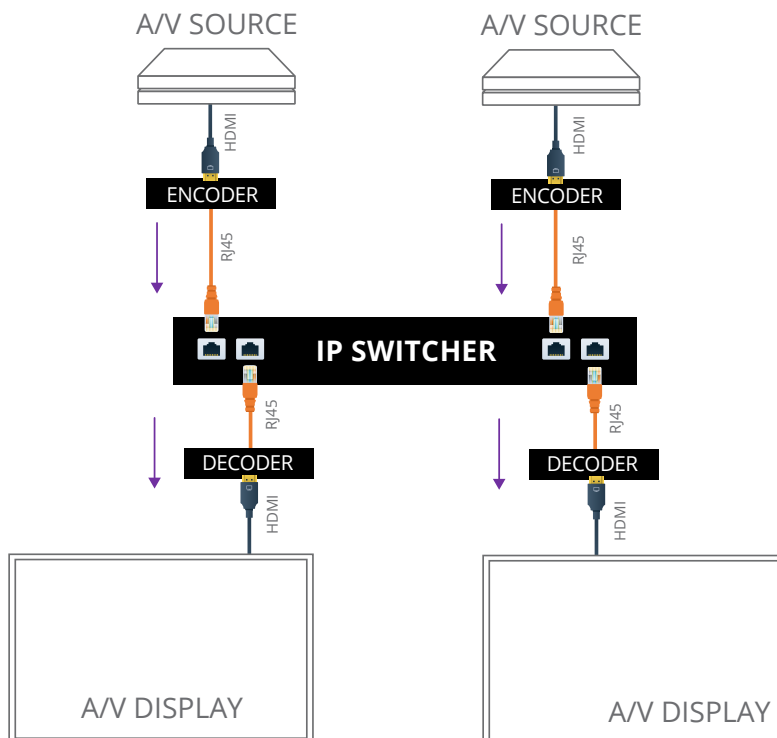 A/V SOURCE
A/V SOURCE
HDMI
HDMI
ENCODER
ENCODER
RJ45
RJ45
IP SWITCHER
RJ45
RJ45
DECODER
DECODER
HDMI
HDMI
A/V DISPLAY
A/V DISPLAY